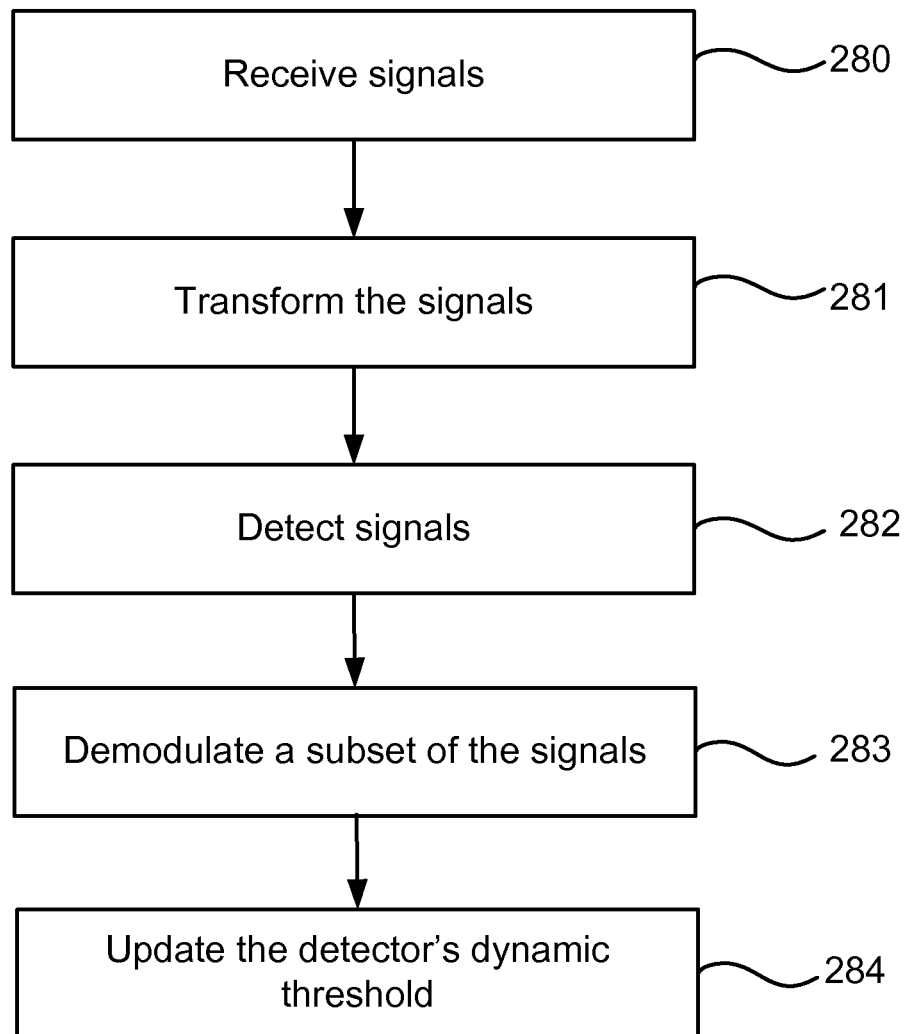 Receive signals
280
Transform the signals
281
Detect signals
282
Demodulate a subset of the signals
283
Update the detector’s dynamic
threshold
284